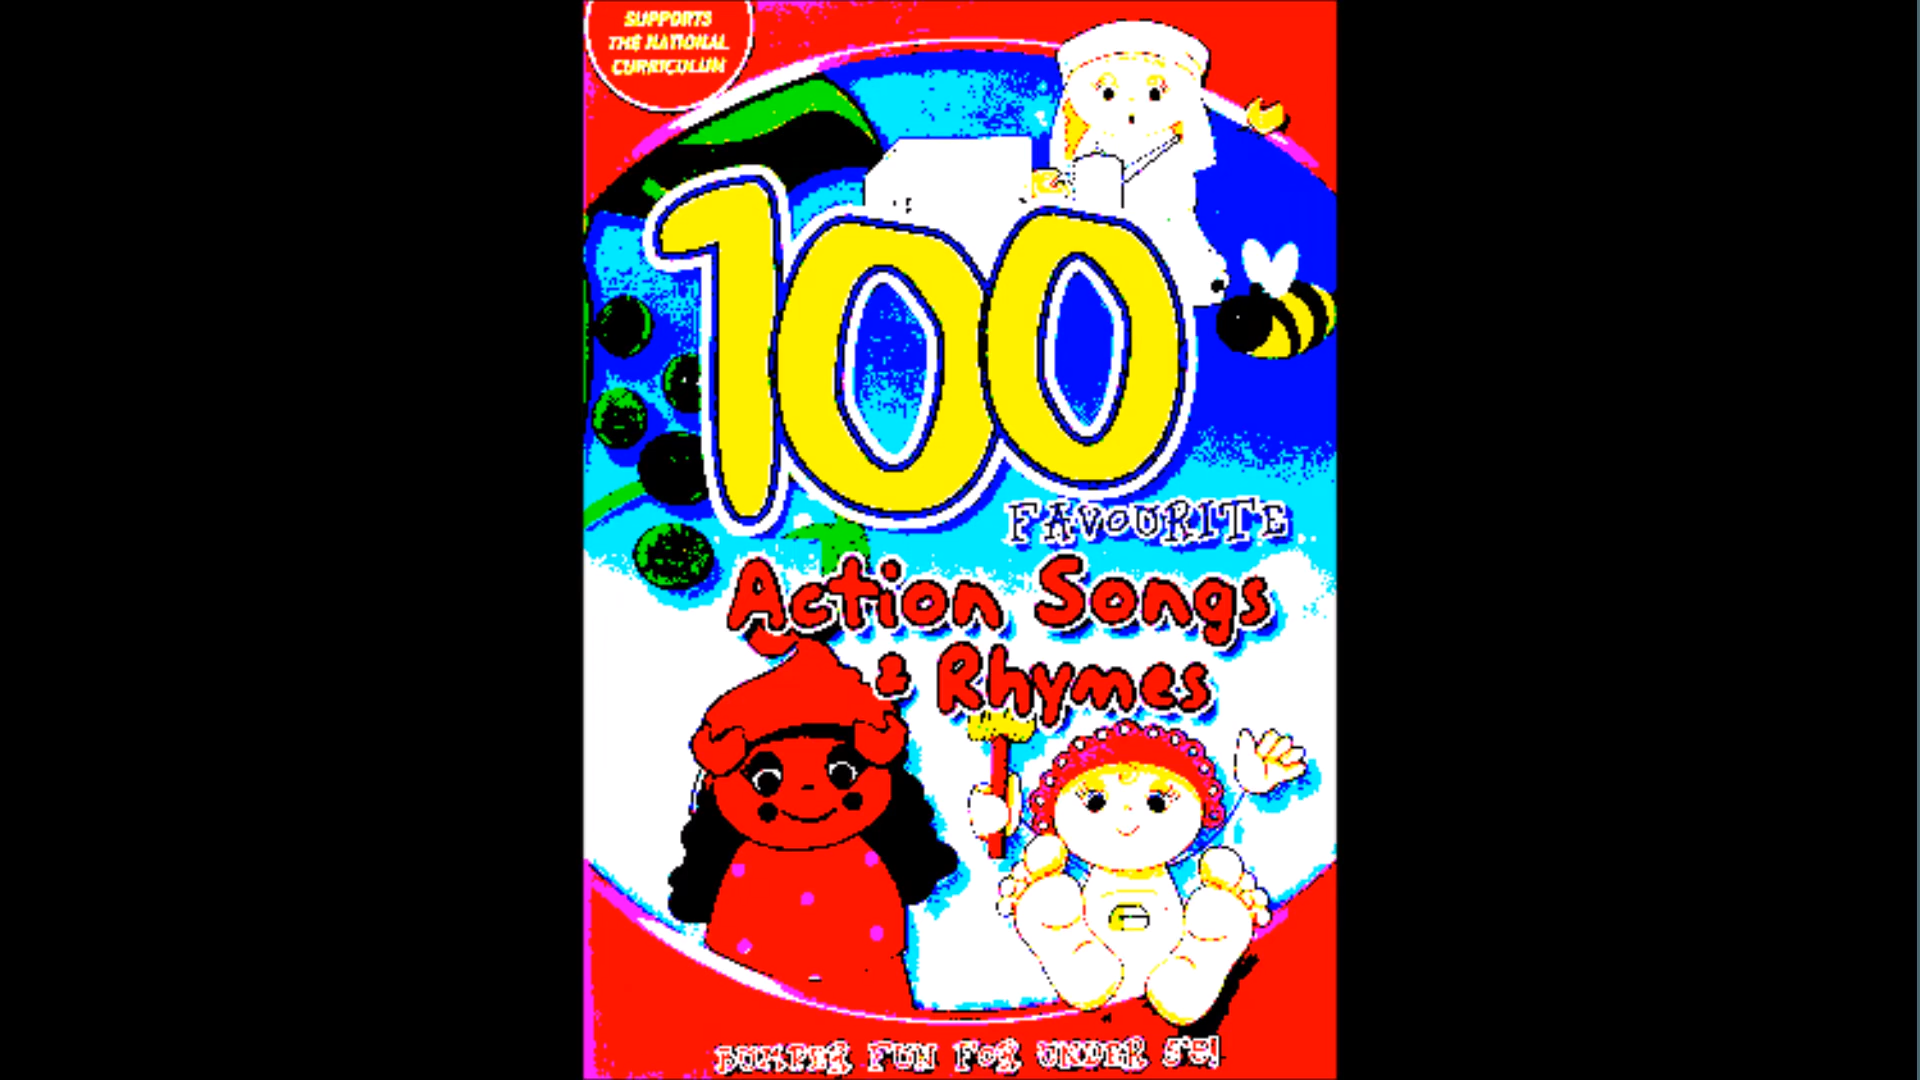 SUPPORTS
THE NATIONAL
CURRICULUM
100
FAVOURITE
Action Songs
& Rhymes
BUMPER FUN FOR UNDER 5'S!